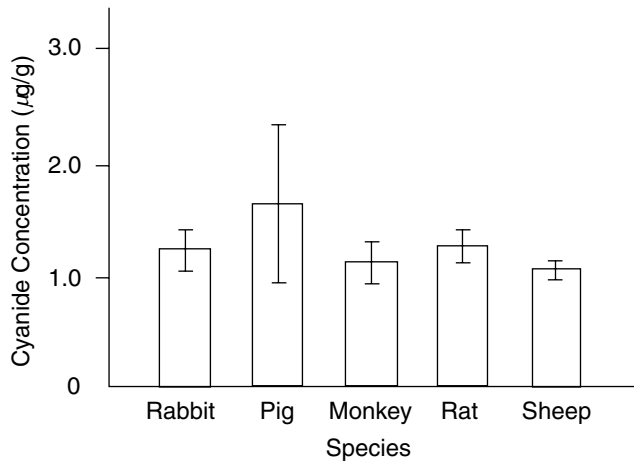 3.0
2.0
1.0
0
Cyanide Concentration (μg/g)
Rabbit Pig Monkey Rat Sheep
Species